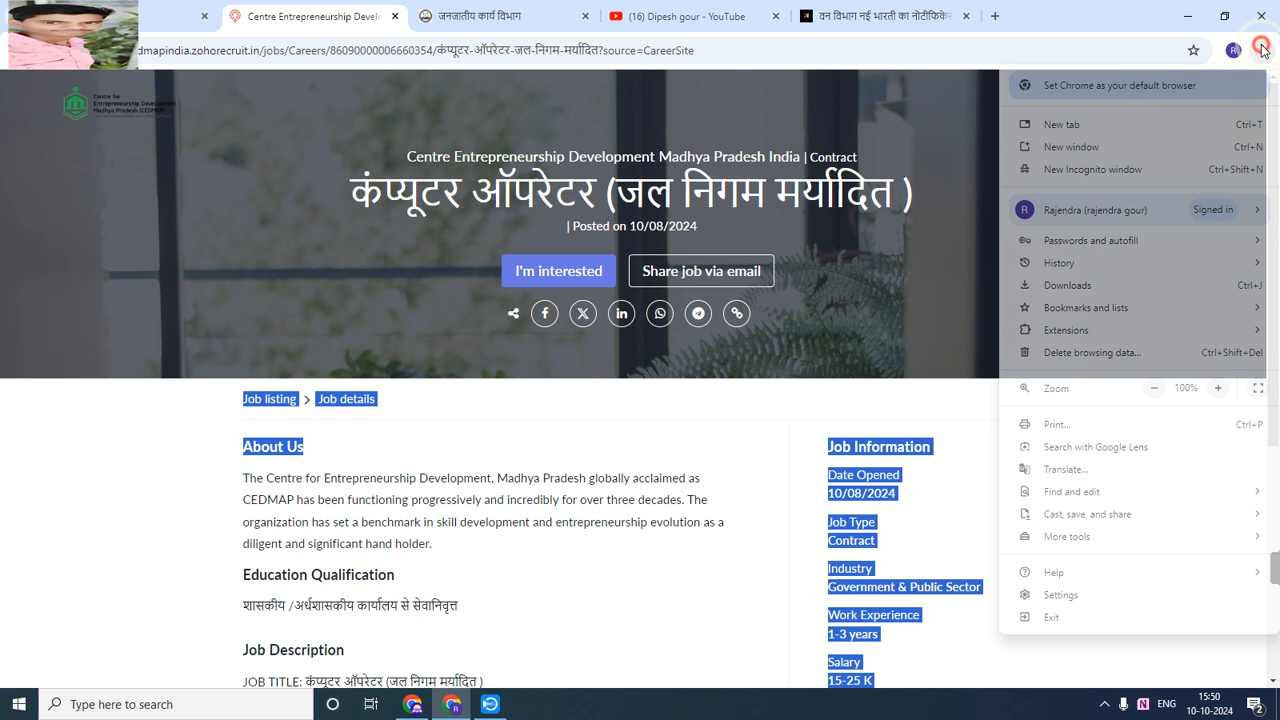 Centre Entrepreneurship Develo
जनजातीय कार्य विभाग
(16) Dipesh gour - YouTube
वन विभाग नई भारती का नोटीफिके
dmapindia.zohorecruit.in/jobs/Careers/86090000006660354/कंप्यूटर-ऑपरेटर-जल-निगम-मर्यादित?source=CareerSite
R
Centre for
Entrepreneurship Development
Madhya Pradesh (CEDMAP)
Centre Entrepreneurship Development Madhya Pradesh India | Contract
कंप्यूटर ऑपरेटर (जल निगम मर्यादित )
| Posted on 10/08/2024
I'm interested
Share job via email
Job listing > Job details
About Us
The Centre for Entrepreneurship Development, Madhya Pradesh globally acclaimed as
CEDMAP has been functioning progressively and incredibly for over three decades. The
organization has set a benchmark in skill development and entrepreneurship evolution as a
diligent and significant hand holder.
Education Qualification
शासकीय /अर्धशासकीय कार्यालय से सेवानिवृत्त
Job Description
JOB TITLE: कंप्यूटर ऑपरेटर (जल निगम मर्यादित )
Job Information
Date Opened
10/08/2024
Job Type
Contract
Industry
Government & Public Sector
Work Experience
1-3 years
Salary
15-25 K
Set Chrome as your default browser
New tab Ctrl+T
New window Ctrl+N
New Incognito window Ctrl+Shift+N
R Rajendra (rajendra gour) Signed in
Passwords and autofill
History
Downloads Ctrl+J
Bookmarks and lists
Extensions
Delete browsing data... Ctrl+Shift+Del
Zoom 100%
Print... Ctrl+P
Search with Google Lens
Translate...
Find and edit
Cast, save, and share
More tools
Help
Settings
Exit
Type here to search
ENG
15:50
10-10-2024
2